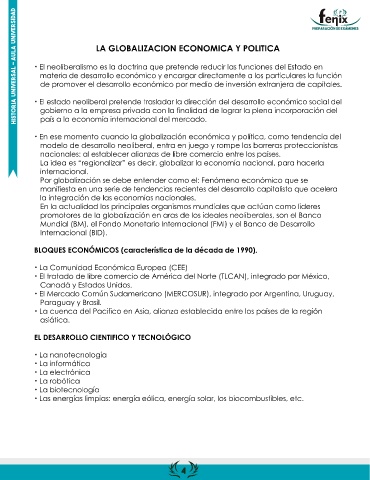 HISTORIA UNIVERSAL – AULA UNIVERSIDAD
fenix
PREPARACIÓN DE EXÁMENES
LA GLOBALIZACION ECONOMICA Y POLITICA
• El neoliberalismo es la doctrina que pretende reducir las funciones del Estado en
materia de desarrollo económico y encargar directamente a los particulares la función
de promover el desarrollo económico por medio de inversión extranjera de capitales.
• El estado neoliberal pretende trasladar la dirección del desarrollo económico social del
gobierno a la empresa privada con la finalidad de lograr la plena incorporación del
país a la economía internacional del mercado.
• En ese momento cuando la globalización económica y política, como tendencia del
modelo de desarrollo neoliberal, entra en juego y rompe las barreras proteccionistas
nacionales; al establecer alianzas de libre comercio entre los países.
La idea es “regionalizar” es decir, globalizar la economía nacional, para hacerla
internacional.
Por globalización se debe entender como el: Fenómeno económico que se
manifiesta en una serie de tendencias recientes del desarrollo capitalista que acelera
la integración de las economías nacionales.
En la actualidad los principales organismos mundiales que actúan como líderes
promotores de la globalización en aras de los ideales neoliberales, son el Banco
Mundial (BM), el Fondo Monetario Internacional (FMI) y el Banco de Desarrollo
Internacional (BID).
BLOQUES ECONÓMICOS (característica de la década de 1990).
• La Comunidad Económica Europea (CEE)
• El tratado de libre comercio de América del Norte (TLCAN), integrado por México,
Canadá y Estados Unidos.
• El Mercado Común Sudamericano (MERCOSUR), integrado por Argentina, Uruguay,
Paraguay y Brasil.
• La cuenca del Pacifico en Asia, alianza establecida entre los países de la región
asiática.
EL DESARROLLO CIENTIFICO Y TECNOLÓGICO
• La nanotecnología
• La informática
• La electrónica
• La robótica
• La biotecnología
• Las energías limpias: energía eólica, energía solar, los biocombustibles, etc.
4